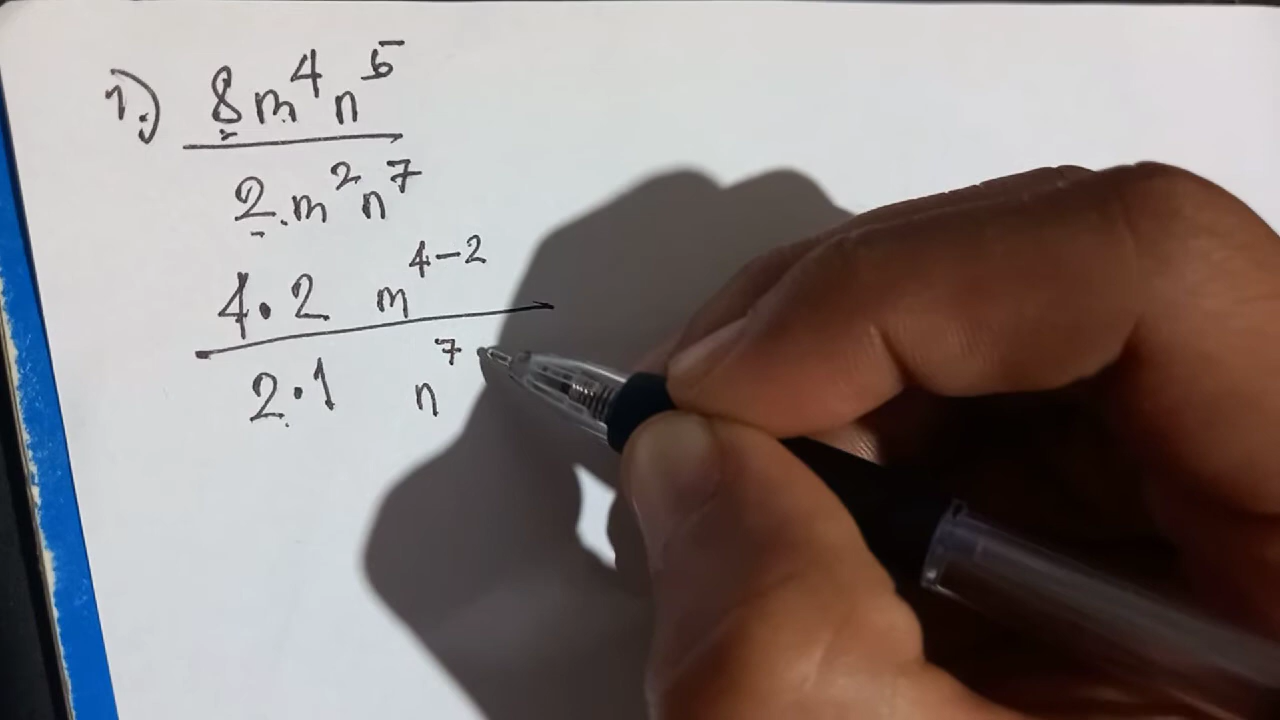 1.) 8m⁴n⁵
2.m²n⁷
4·2 m⁴⁻²
2·1 n⁷